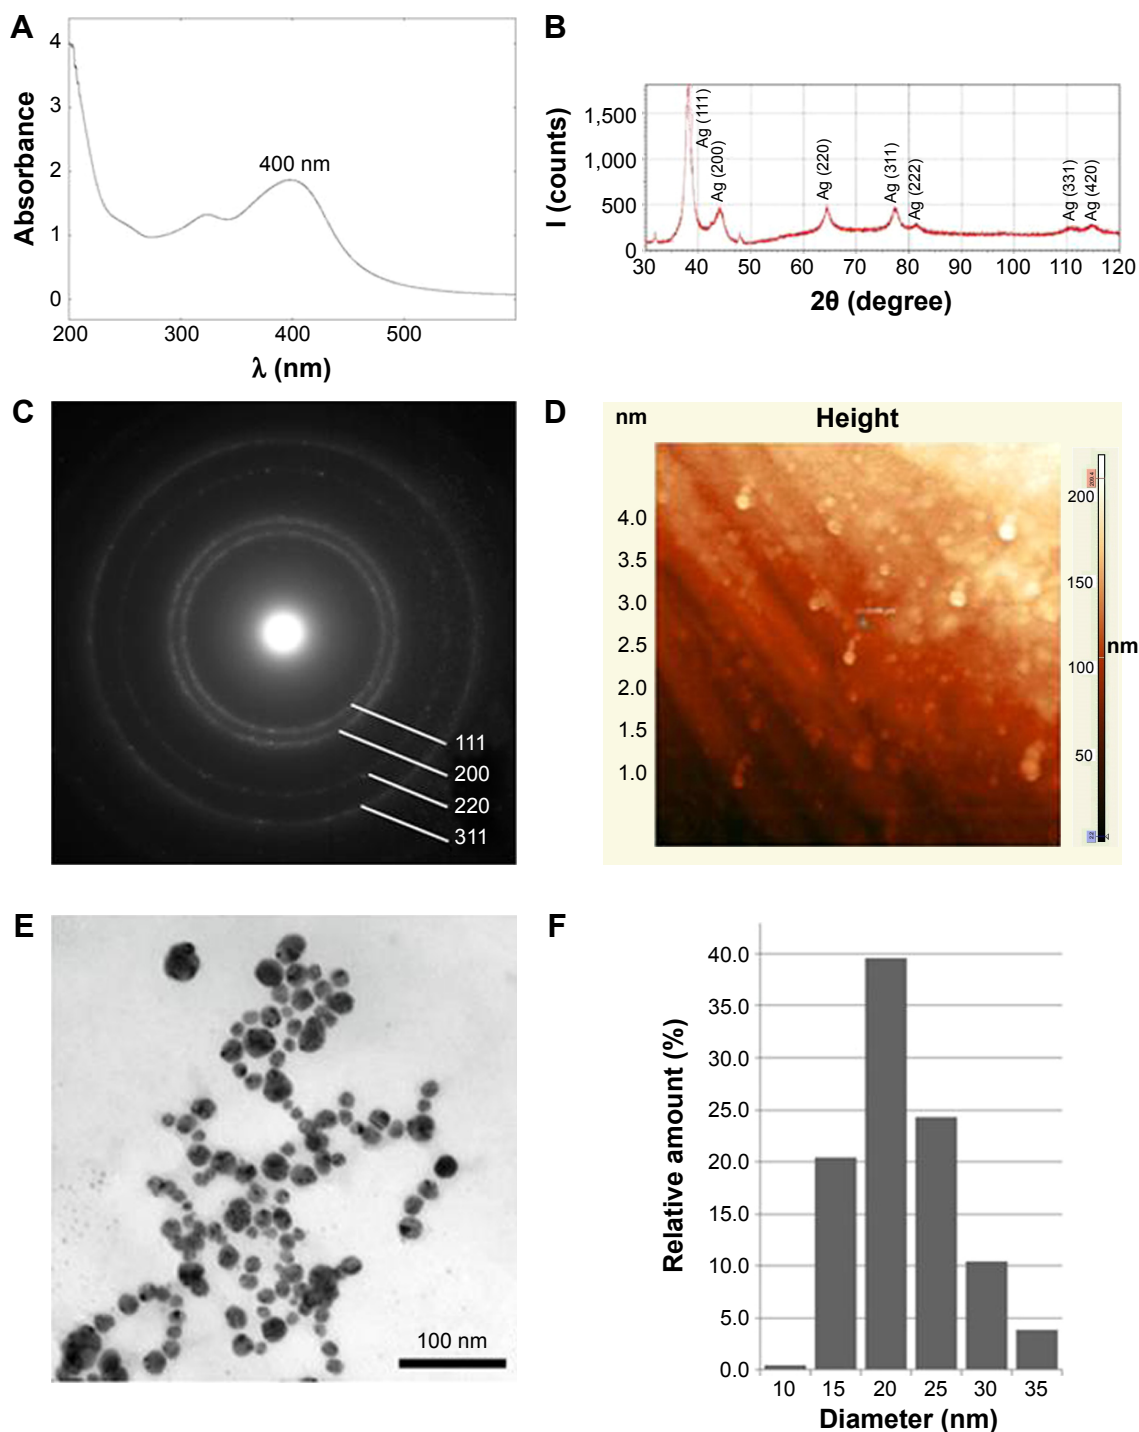 A
4
3
2
1
0
Absorbance
400 nm
200 300 400 500
λ (nm)
B
1,500
1,000
500
0
I (counts)
Ag (111)
Ag (200)
Ag (220)
Ag (311)
Ag (222)
Ag (331)
Ag (420)
30 40 50 60 70 80 90 100 110 120
2θ (degree)
C
111
200
220
311
D
nm
Height
4.0
3.5
3.0
2.5
2.0
1.5
1.0
200
150
100
50
nm
E
100 nm
F
40.0
35.0
30.0
25.0
20.0
15.0
10.0
5.0
0.0
Relative amount (%)
10 15 20 25 30 35
Diameter (nm)